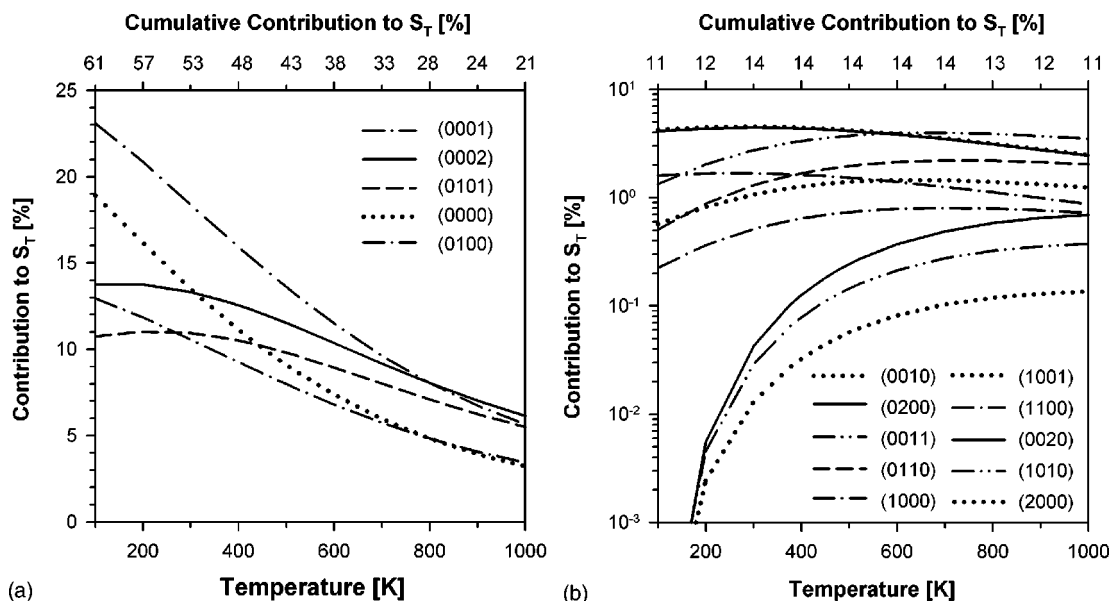 Cumulative Contribution to S_T [%]
61 57 53 48 43 38 33 28 24 21
25
20
15
10
5
0
Contribution to S_T [%]
(0001)
(0002)
(0101)
(0000)
(0100)
200 400 600 800 1000
Temperature [K]
(a)
Cumulative Contribution to S_T [%]
11 12 14 14 14 14 14 13 12 11
10^1
10^0
10^-1
10^-2
10^-3
Contribution to S_T [%]
(0010) (1001)
(0200) (1100)
(0011) (0020)
(0110) (1010)
(1000) (2000)
200 400 600 800 1000
Temperature [K]
(b)